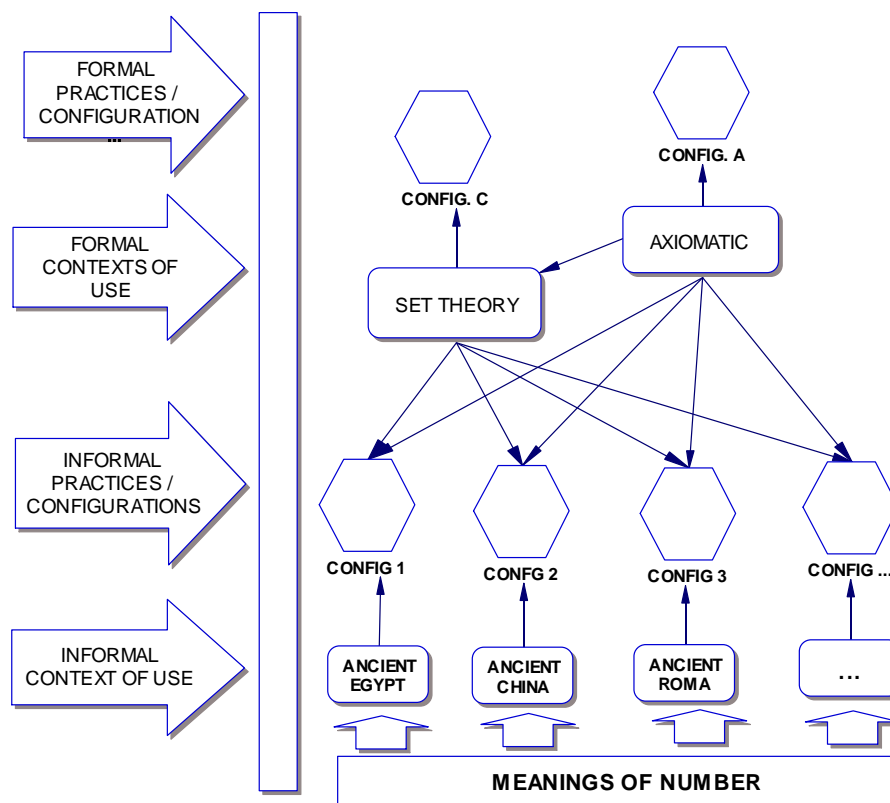 FORMAL
PRACTICES /
CONFIGURATION
...
FORMAL
CONTEXTS OF
USE
INFORMAL
PRACTICES /
CONFIGURATIONS
INFORMAL
CONTEXT OF USE
CONFIG. A
CONFIG. C
AXIOMATIC
SET THEORY
CONFIG 1
CONFG 2
CONFIG 3
CONFIG ...
ANCIENT
EGYPT
ANCIENT
CHINA
ANCIENT
ROMA
...
MEANINGS OF NUMBER